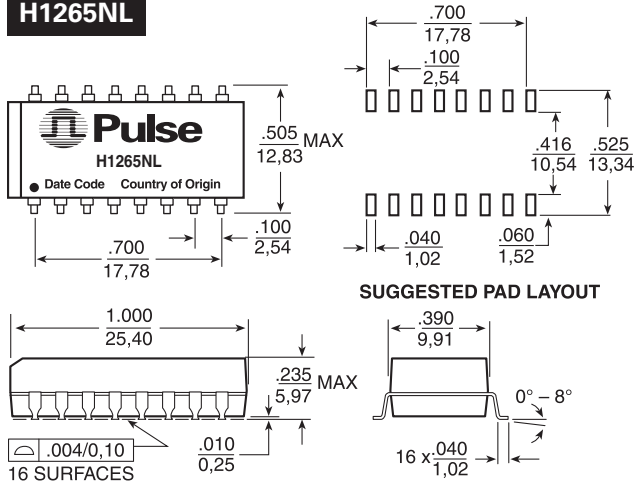 H1265NL
Pulse
H1265NL
Date Code Country of Origin
.505
12,83
MAX
.100
2,54
.700
17,78
.700
17,78
.100
2,54
.416
10,54
.525
13,34
.040
1,02
.060
1,52
SUGGESTED PAD LAYOUT
1.000
25,40
.235
5,97
MAX
.004/0,10
16 SURFACES
.010
0,25
.390
9,91
0° – 8°
16 x .040
1,02